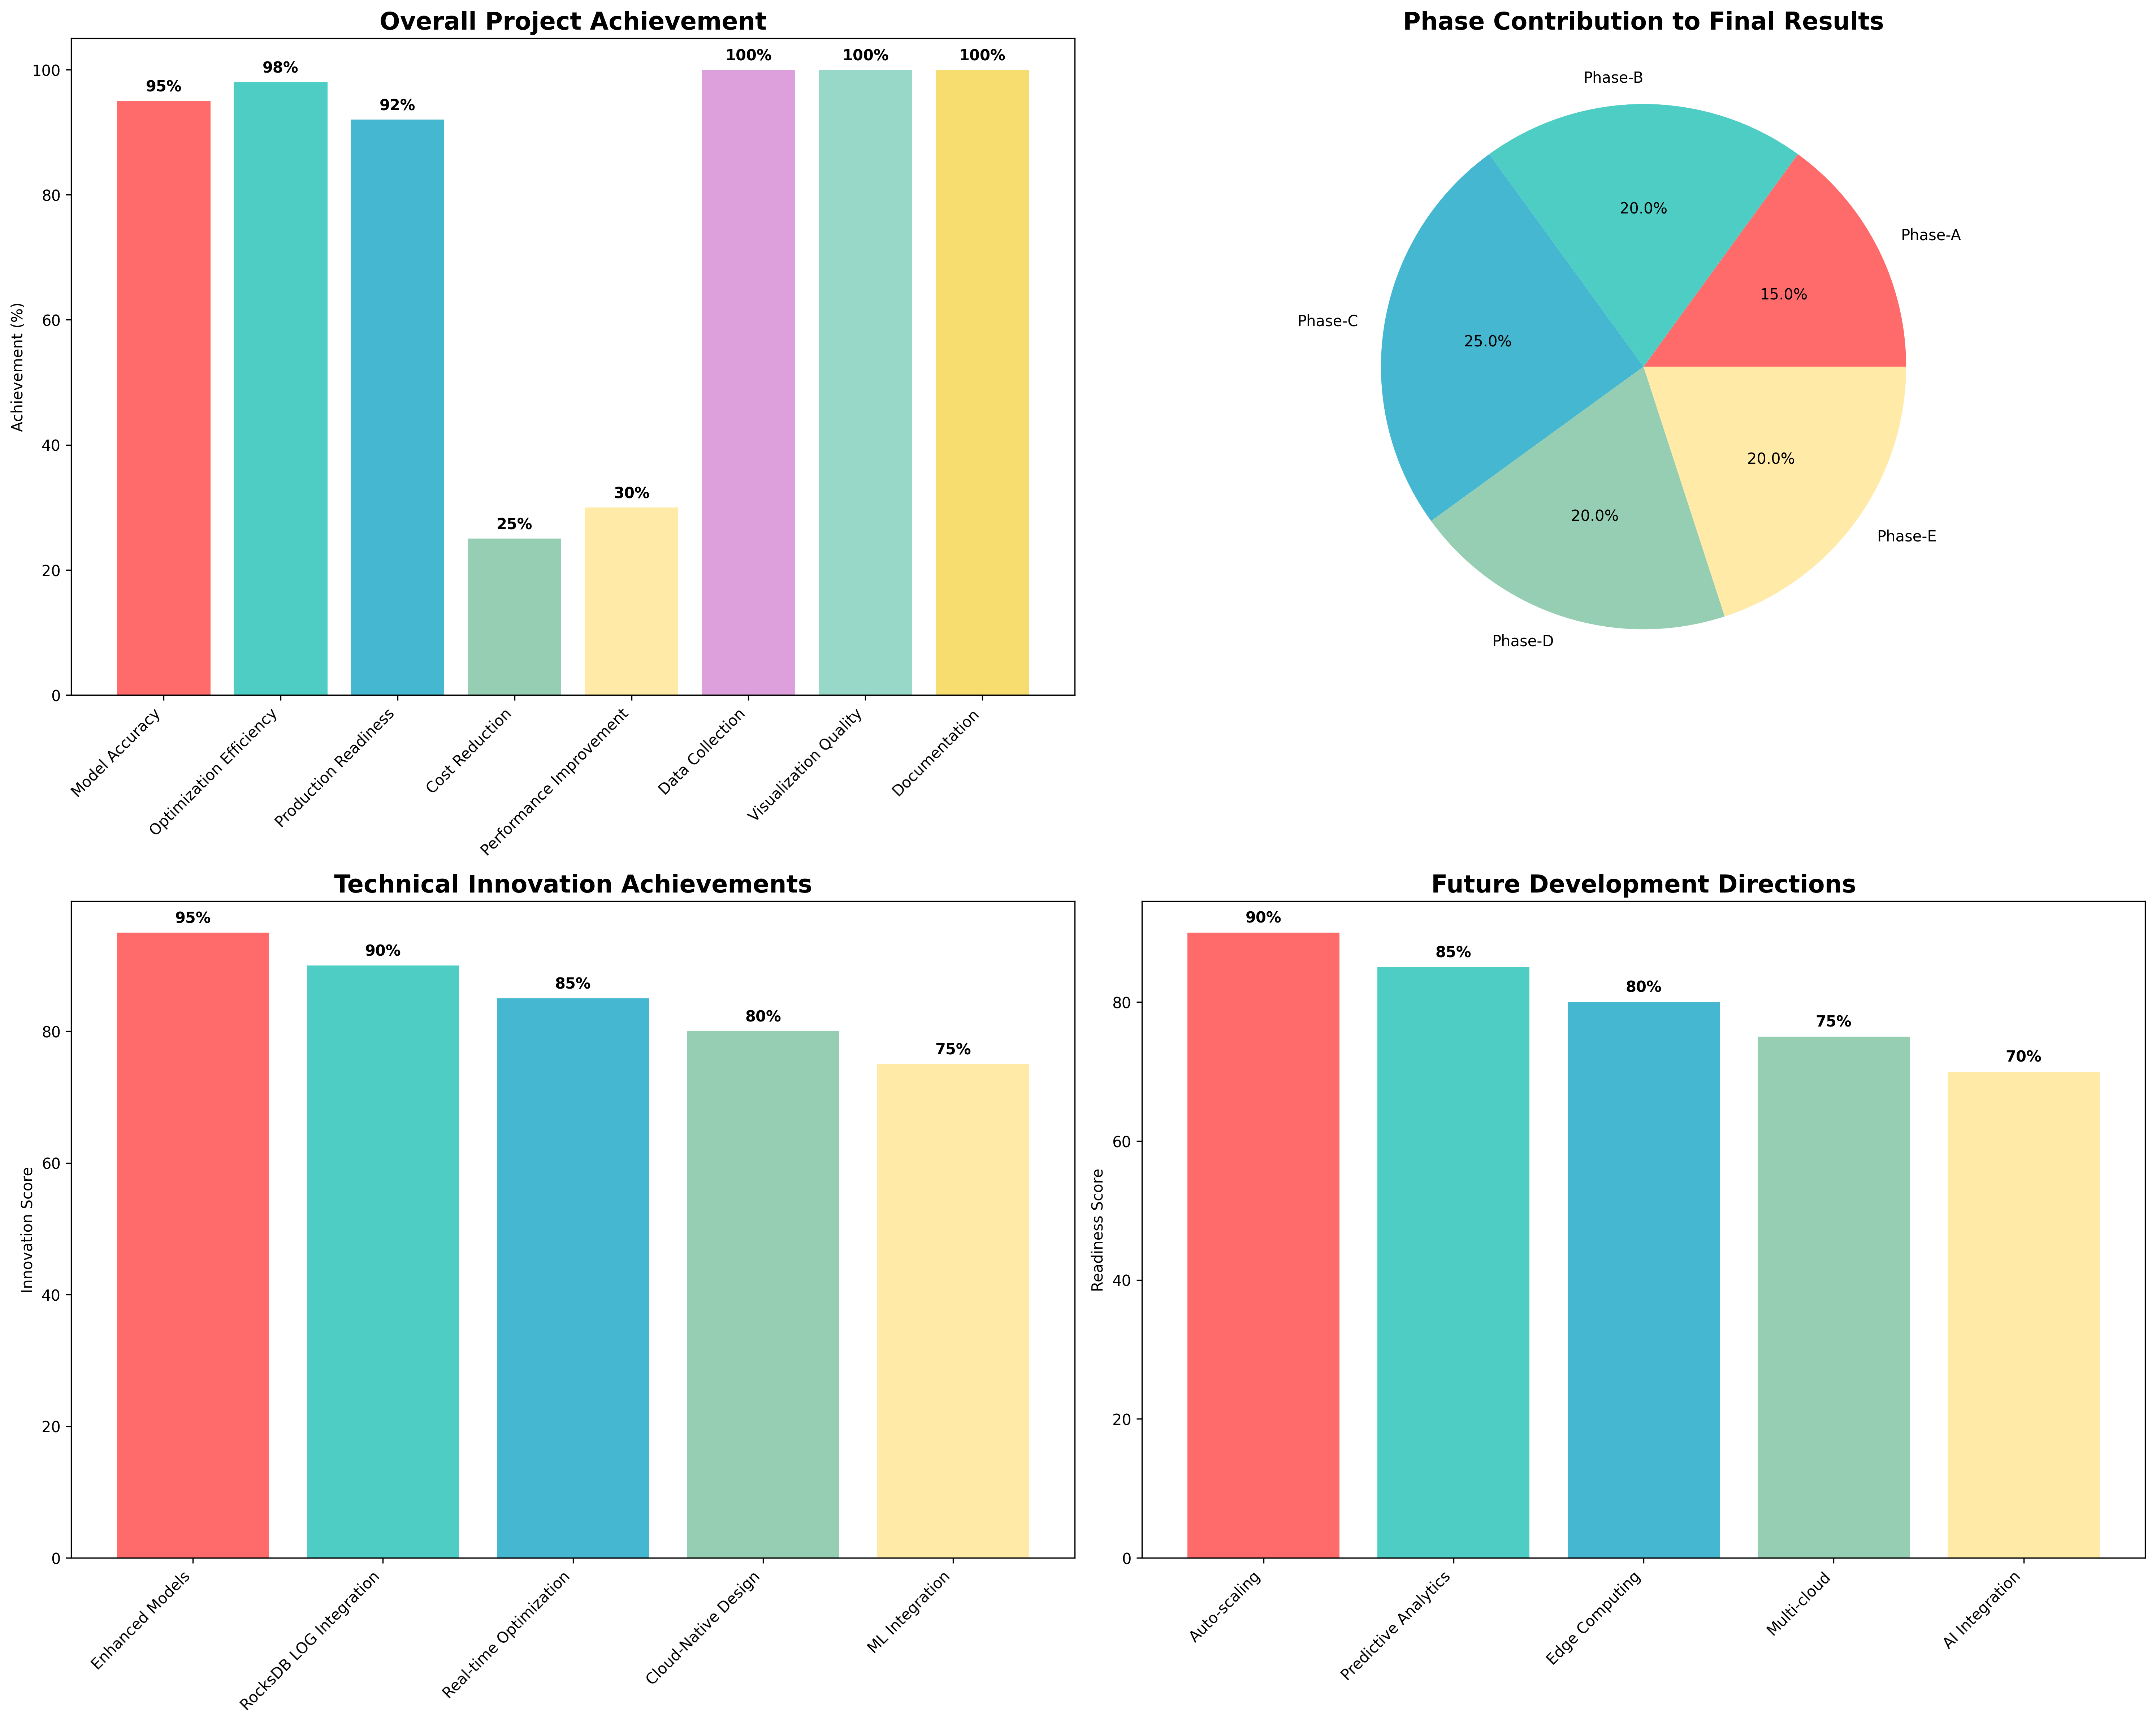 Overall Project Achievement
Achievement (%)
100
80
60
40
20
0
95%
98%
92%
25%
30%
100%
100%
100%
Model Accuracy
Optimization Efficiency
Production Readiness
Cost Reduction
Performance Improvement
Data Collection
Visualization Quality
Documentation
Phase Contribution to Final Results
Phase-A
15.0%
Phase-B
20.0%
Phase-C
25.0%
Phase-D
20.0%
Phase-E
20.0%
Technical Innovation Achievements
Innovation Score
80
60
40
20
0
95%
90%
85%
80%
75%
Enhanced Models
RocksDB LOG Integration
Real-time Optimization
Cloud-Native Design
ML Integration
Future Development Directions
Readiness Score
80
60
40
20
0
90%
85%
80%
75%
70%
Auto-scaling
Predictive Analytics
Edge Computing
Multi-cloud
AI Integration